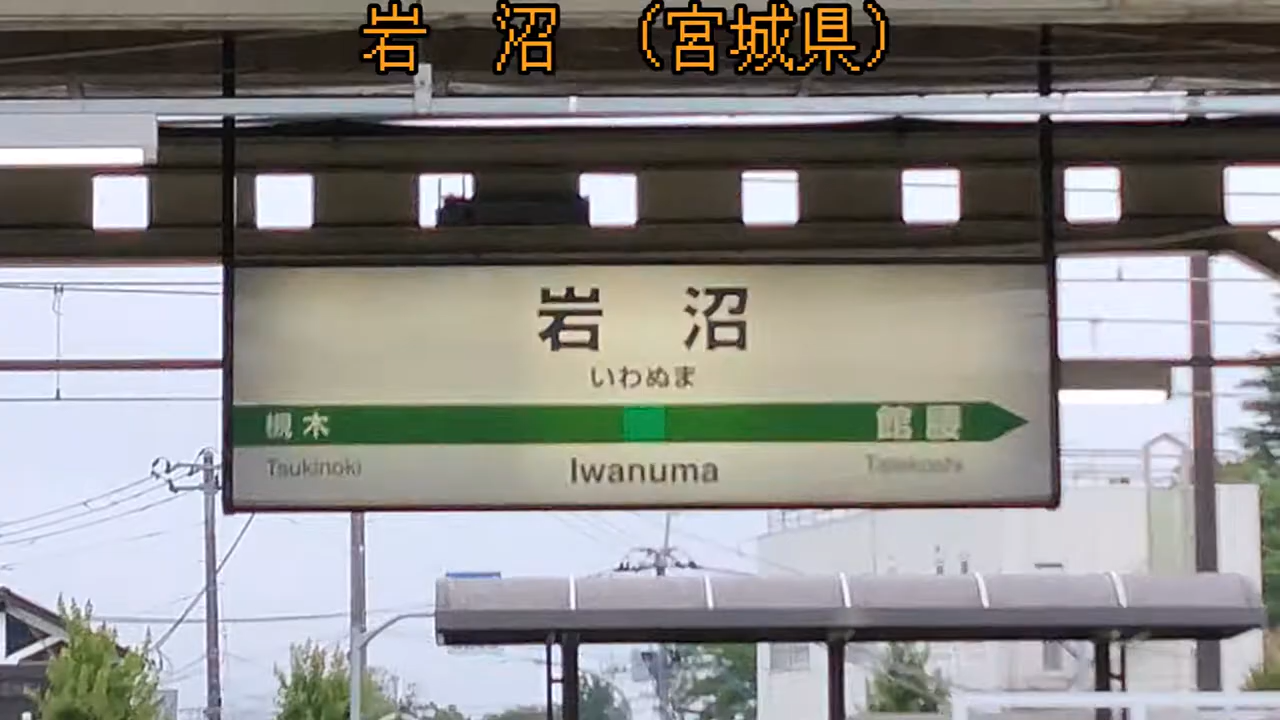 岩 沼 (宮城県)
岩 沼
いわぬま
槻木 館腰
Tsukinoki Iwanuma Tatekoshi